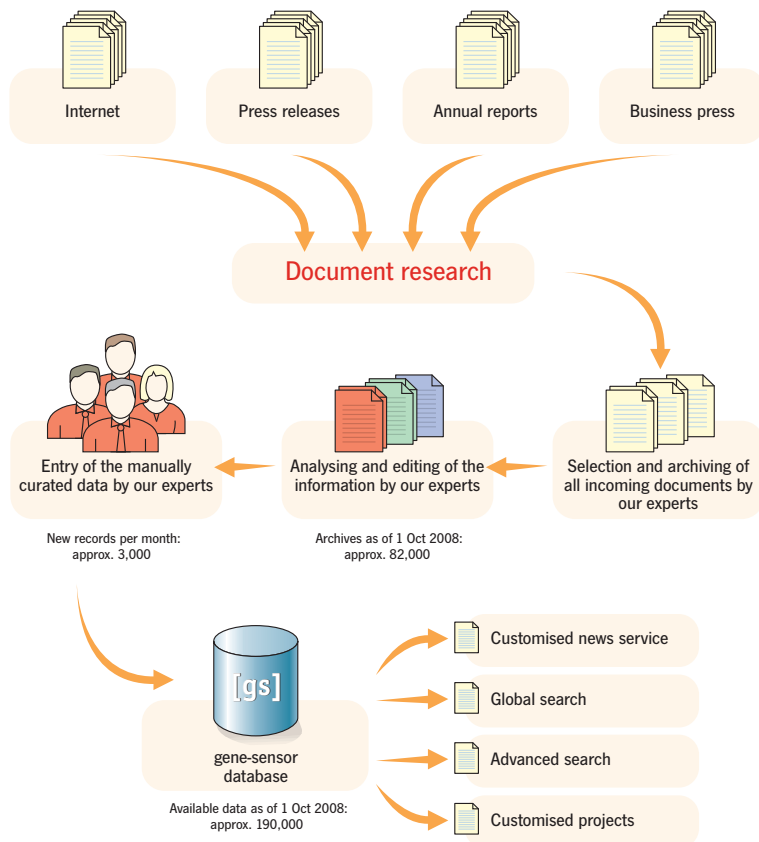 Internet
Press releases
Annual reports
Business press
Document research
Entry of the manually
curated data by our experts
Analysing and editing of the
information by our experts
Selection and archiving of
all incoming documents by
our experts
New records per month:
approx. 3,000
Archives as of 1 Oct 2008:
approx. 82,000
[gs]
gene-sensor
database
Available data as of 1 Oct 2008:
approx. 190,000
Customised news service
Global search
Advanced search
Customised projects